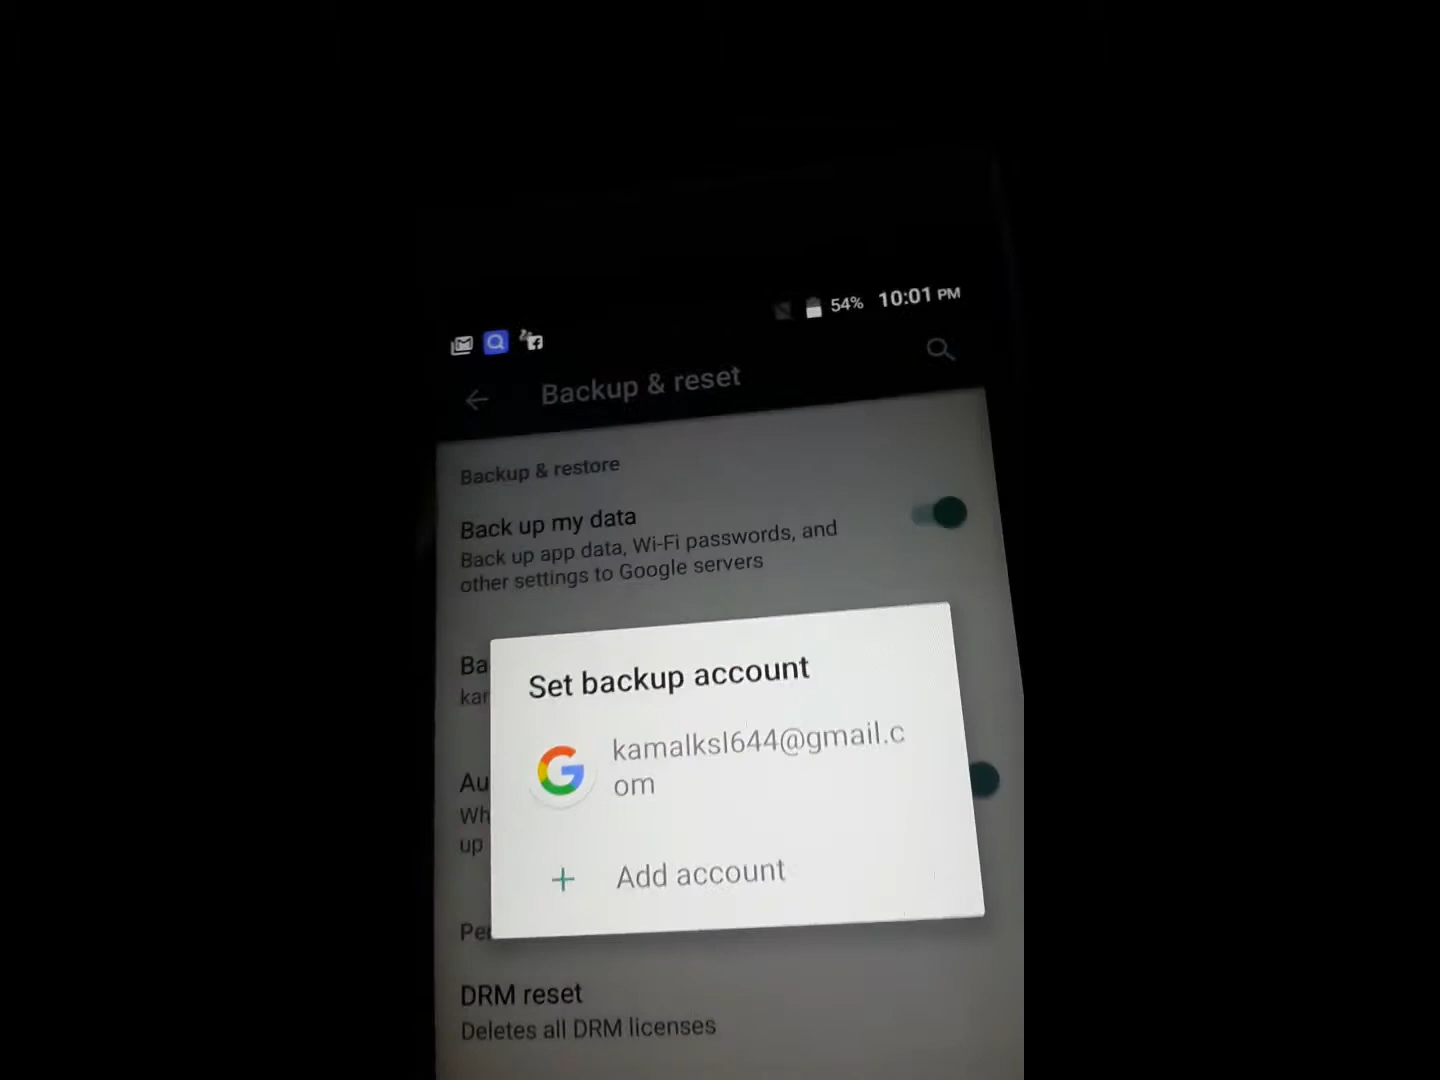 54% 10:01 PM
Backup & reset
Backup & restore
Back up my data
Back up app data, Wi-Fi passwords, and
other settings to Google servers
Ba
kar
Set backup account
kamalksl644@gmail.c
om
Au
Wh
up
Add account
Per
DRM reset
Deletes all DRM licenses